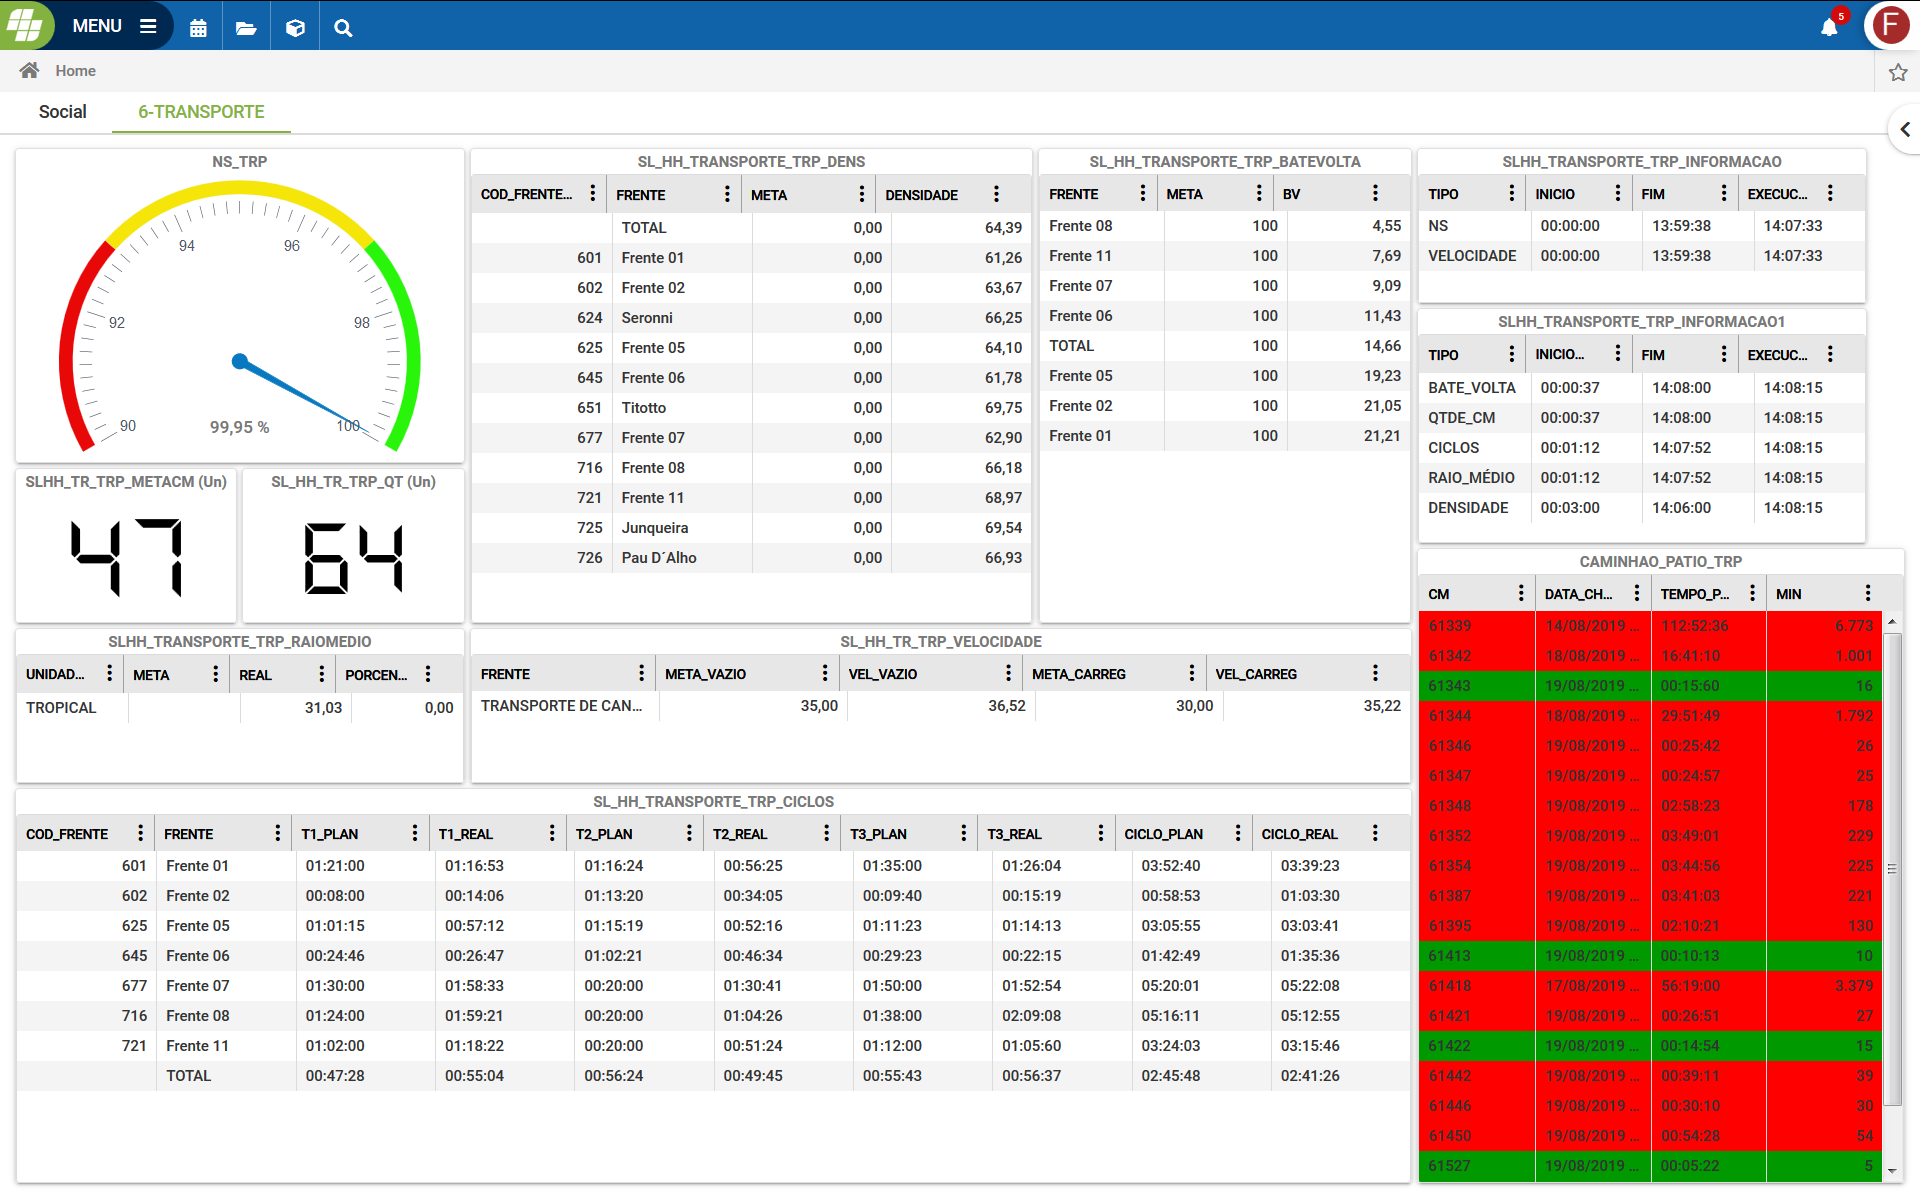 MENU
5
F
Home
Social
6-TRANSPORTE
NS_TRP
94 96
92 98
90 99,95 % 100
SLHH_TR_TRP_METACM (Un)
47
SL_HH_TR_TRP_QT (Un)
64
SL_HH_TRANSPORTE_TRP_DENS
COD_FRENTE... FRENTE META DENSIDADE
TOTAL 0,00 64,39
601 Frente 01 0,00 61,26
602 Frente 02 0,00 63,67
624 Seronni 0,00 66,25
625 Frente 05 0,00 64,10
645 Frente 06 0,00 61,78
651 Titotto 0,00 69,75
677 Frente 07 0,00 62,90
716 Frente 08 0,00 66,18
721 Frente 11 0,00 68,97
725 Junqueira 0,00 69,54
726 Pau D´Alho 0,00 66,93
SL_HH_TRANSPORTE_TRP_BATEVOLTA
FRENTE META BV
Frente 08 100 4,55
Frente 11 100 7,69
Frente 07 100 9,09
Frente 06 100 11,43
TOTAL 100 14,66
Frente 05 100 19,23
Frente 02 100 21,05
Frente 01 100 21,21
SLHH_TRANSPORTE_TRP_INFORMACAO
TIPO INICIO FIM EXECUC...
NS 00:00:00 13:59:38 14:07:33
VELOCIDADE 00:00:00 13:59:38 14:07:33
SLHH_TRANSPORTE_TRP_INFORMACAO1
TIPO INICIO... FIM EXECUC...
BATE_VOLTA 00:00:37 14:08:00 14:08:15
QTDE_CM 00:00:37 14:08:00 14:08:15
CICLOS 00:01:12 14:07:52 14:08:15
RAIO_MÉDIO 00:01:12 14:07:52 14:08:15
DENSIDADE 00:03:00 14:06:00 14:08:15
SLHH_TRANSPORTE_TRP_RAIOMEDIO
UNIDAD... META REAL PORCEN...
TROPICAL 31,03 0,00
SL_HH_TR_TRP_VELOCIDADE
FRENTE META_VAZIO VEL_VAZIO META_CARREG VEL_CARREG
TRANSPORTE DE CAN... 35,00 36,52 30,00 35,22
SL_HH_TRANSPORTE_TRP_CICLOS
COD_FRENTE FRENTE T1_PLAN T1_REAL T2_PLAN T2_REAL T3_PLAN T3_REAL CICLO_PLAN CICLO_REAL
601 Frente 01 01:21:00 01:16:53 01:16:24 00:56:25 01:35:00 01:26:04 03:52:40 03:39:23
602 Frente 02 00:08:00 00:14:06 01:13:20 00:34:05 00:09:40 00:15:19 00:58:53 01:03:30
625 Frente 05 01:01:15 00:57:12 01:15:19 00:52:16 01:11:23 01:14:13 03:05:55 03:03:41
645 Frente 06 00:24:46 00:26:47 01:02:21 00:46:34 00:29:23 00:22:15 01:42:49 01:35:36
677 Frente 07 01:30:00 01:58:33 00:20:00 01:30:41 01:50:00 01:52:54 05:20:01 05:22:08
716 Frente 08 01:24:00 01:59:21 00:20:00 01:04:26 01:38:00 02:09:08 05:16:11 05:12:55
721 Frente 11 01:02:00 01:18:22 00:20:00 00:51:24 01:12:00 01:05:60 03:24:03 03:15:46
TOTAL 00:47:28 00:55:04 00:56:24 00:49:45 00:55:43 00:56:37 02:45:48 02:41:26
CAMINHAO_PATIO_TRP
CM DATA_CH... TEMPO_P... MIN
61339 14/08/2019 ... 112:52:36 6.773
61342 18/08/2019 ... 16:41:10 1.001
61343 19/08/2019 ... 00:15:60 16
61344 18/08/2019 ... 29:51:49 1.792
61346 19/08/2019 ... 00:25:42 26
61347 19/08/2019 ... 00:24:57 25
61348 19/08/2019 ... 02:58:23 178
61352 19/08/2019 ... 03:49:01 229
61354 19/08/2019 ... 03:44:56 225
61387 19/08/2019 ... 03:41:03 221
61395 19/08/2019 ... 02:10:21 130
61413 19/08/2019 ... 00:10:13 10
61418 17/08/2019 ... 56:19:00 3.379
61421 19/08/2019 ... 00:26:51 27
61422 19/08/2019 ... 00:14:54 15
61442 19/08/2019 ... 00:39:11 39
61446 19/08/2019 ... 00:30:10 30
61450 19/08/2019 ... 00:54:28 54
61527 19/08/2019 ... 00:05:22 5